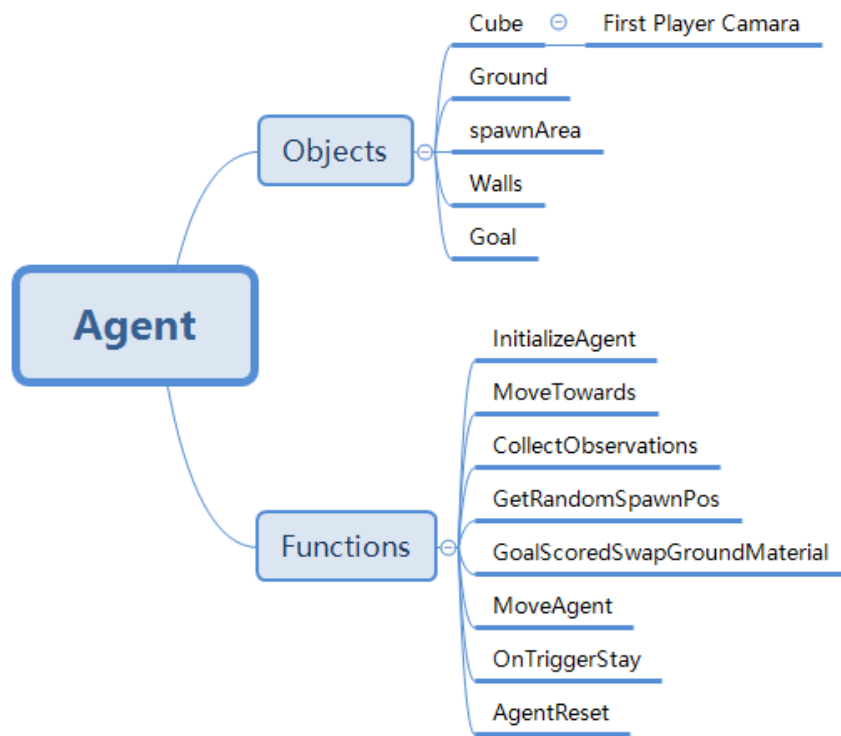 Agent
Objects
Cube
First Player Camara
Ground
spawnArea
Walls
Goal
Functions
InitializeAgent
MoveTowards
CollectObservations
GetRandomSpawnPos
GoalScoredSwapGroundMaterial
MoveAgent
OnTriggerStay
AgentReset